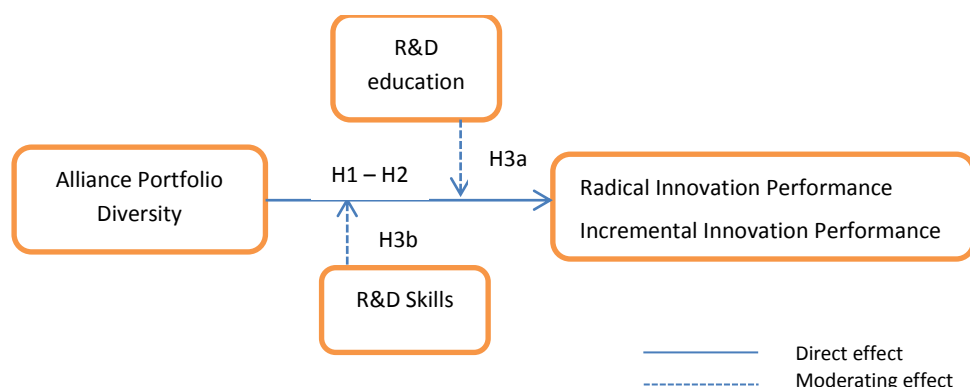 R&D
education
H3a
Alliance Portfolio
Diversity
H1 – H2
Radical Innovation Performance
Incremental Innovation Performance
H3b
R&D Skills
Direct effect
Moderating effect